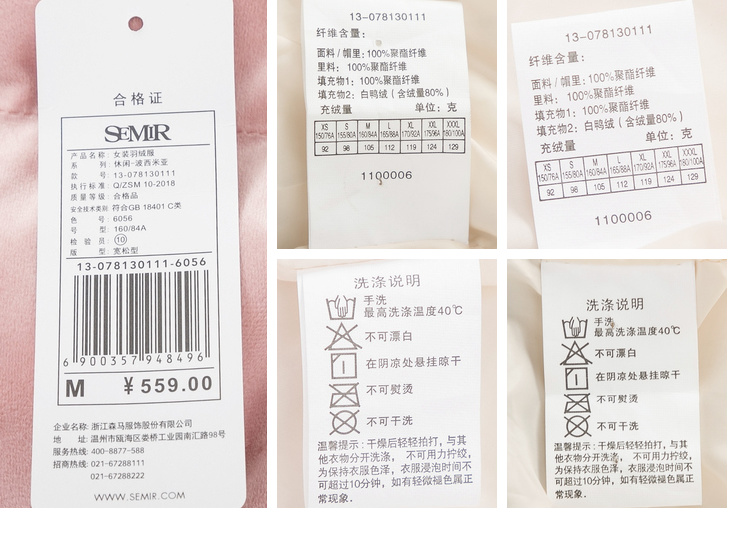 合格证
SEMIR
产品名称: 女装羽绒服
系 列: 休闲-波西米亚
款 号: 13-078130111
执行标准: Q/ZSM 10-2018
质量等级: 合格品
安全技术类别: 符合GB 18401 C类
色 号: 6056
号 型: 160/84A
检 验 员: 10
版 型: 宽松型
13-078130111-6056
6 900357 948496
M ¥ 559.00
企业名称: 浙江森马服饰股份有限公司
地 址: 温州市瓯海区娄桥工业园南汇路98号
服务热线: 400-8877-588
招商热线: 021-67288111
021-67288222
WWW.SEMIR.COM
13-078130111
纤维含量:
面料/帽里: 100%聚酯纤维
里料: 100%聚酯纤维
填充物1: 100%聚酯纤维
填充物2: 白鸭绒(含绒量80%)
充绒量 单位: 克
XS S M L XL XXL XXXL
150/76A 155/80A 160/84A 165/88A 170/92A 175/96A 180/100A
92 98 105 112 119 124 129
1100006
13-078130111
纤维含量:
面料/帽里: 100%聚酯纤维
里料: 100%聚酯纤维
填充物1: 100%聚酯纤维
填充物2: 白鸭绒(含绒量80%)
充绒量 单位: 克
XS S M L XL XXL XXXL
150/76A 155/80A 160/84A 165/88A 170/92A 175/96A 180/100A
92 98 105 112 119 124 129
1100006
洗涤说明
手洗
最高洗涤温度40℃
不可漂白
在阴凉处悬挂晾干
不可熨烫
不可干洗
温馨提示: 干燥后轻轻拍打, 与其
他衣物分开洗涤, 不可用力拧绞,
为保持衣服色泽, 衣服浸泡时间不
可超过10分钟, 如有轻微褪色属正
常现象.
洗涤说明
手洗
最高洗涤温度40℃
不可漂白
在阴凉处悬挂晾干
不可熨烫
不可干洗
温馨提示: 干燥后轻轻拍打, 与其
他衣物分开洗涤, 不可用力拧绞,
为保持衣服色泽, 衣服浸泡时间不
可超过10分钟, 如有轻微褪色属正
常现象.